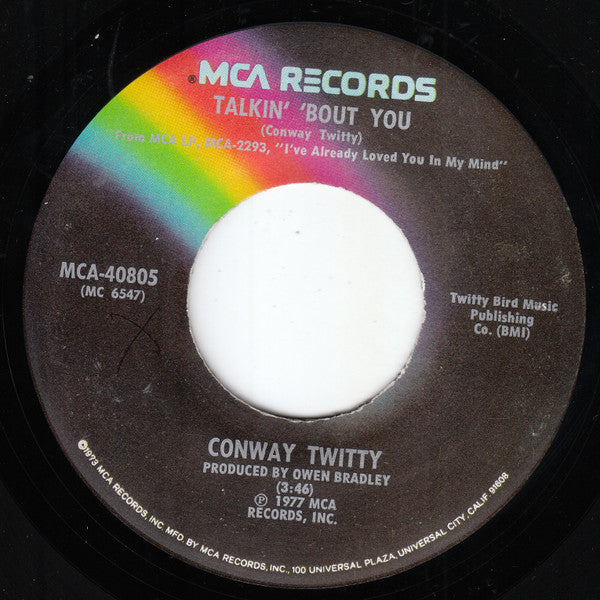 ® MCA RECORDS
TALKIN' 'BOUT YOU
(Conway Twitty)
From MCA LP, MCA-2293, "I've Already Loved You In My Mind"
MCA-40805
(MC 6547)
Twitty Bird Music
Publishing
Co. (BMI)
X
CONWAY TWITTY
PRODUCED BY OWEN BRADLEY
(3:46)
℗ 1977 MCA
RECORDS, INC.
©1973 MCA RECORDS, INC. MFD. BY MCA RECORDS, INC., 100 UNIVERSAL PLAZA, UNIVERSAL CITY, CALIF. 91608